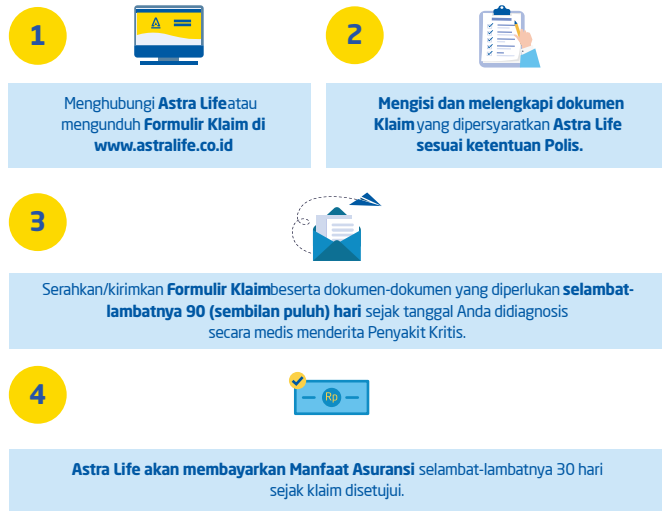 1
2
Menghubungi Astra Lifeatau
mengunduh Formulir Klaim di
www.astralife.co.id
Mengisi dan melengkapi dokumen
Klaim yang dipersyaratkan Astra Life
sesuai ketentuan Polis.
3
Serahkan/kirimkan Formulir Klaimbeserta dokumen-dokumen yang diperlukan selambat-
lambatnya 90 (sembilan puluh) hari sejak tanggal Anda didiagnosis
secara medis menderita Penyakit Kritis.
4
Rp
Astra Life akan membayarkan Manfaat Asuransi selambat-lambatnya 30 hari
sejak klaim disetujui.